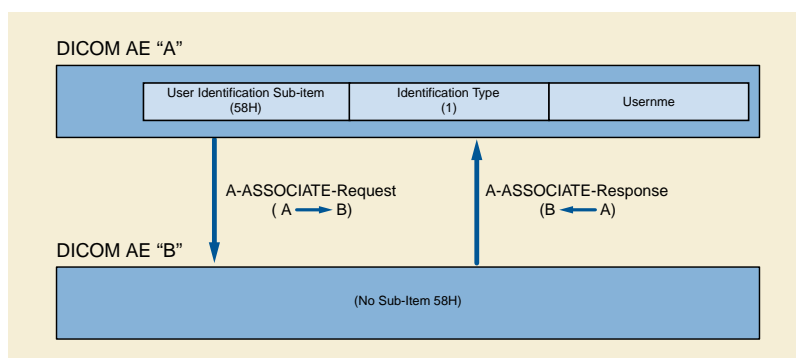 DICOM AE “A”
User Identification Sub-item
(58H)
Identification Type
(1)
Usernme
A-ASSOCIATE-Request
( A B)
A-ASSOCIATE-Response
(B A)
DICOM AE “B”
(No Sub-Item 58H)